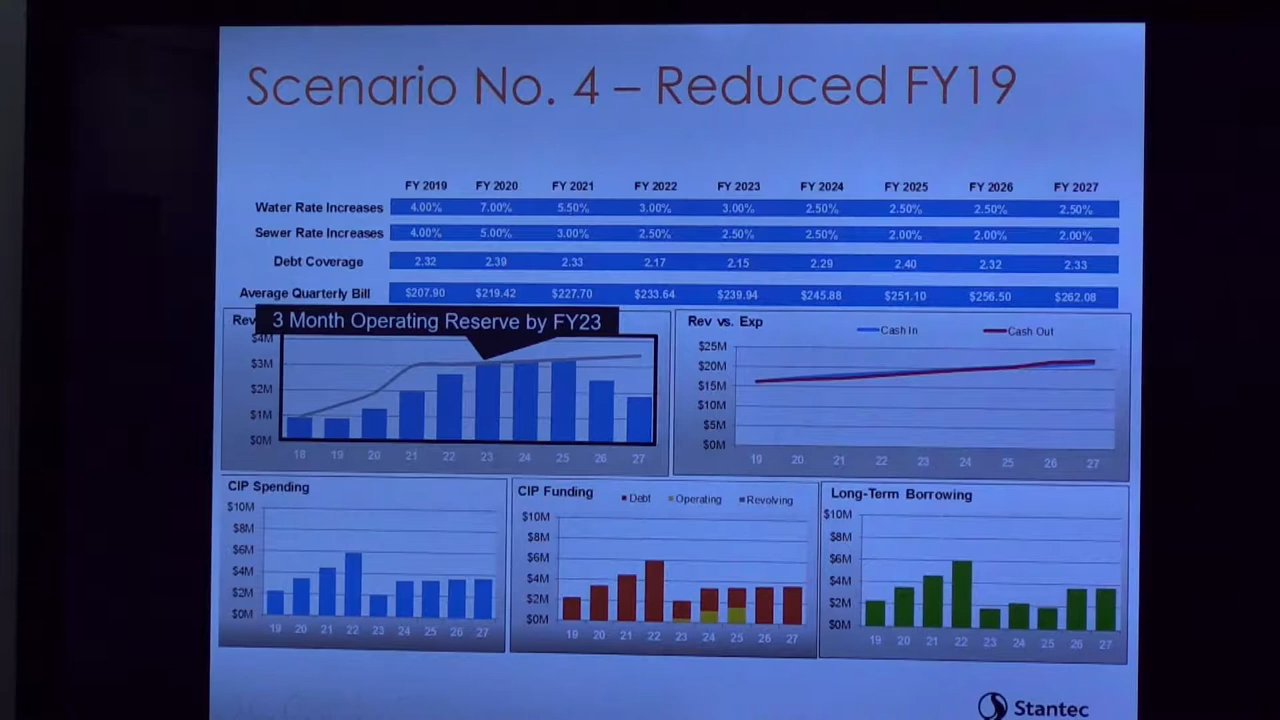 Scenario No. 4 – Reduced FY19
FY 2019 FY 2020 FY 2021 FY 2022 FY 2023 FY 2024 FY 2025 FY 2026 FY 2027
Water Rate Increases 4.00% 7.00% 5.50% 3.00% 3.00% 2.50% 2.50% 2.50% 2.50%
Sewer Rate Increases 4.00% 5.00% 3.00% 2.50% 2.50% 2.50% 2.00% 2.00% 2.00%
Debt Coverage 2.32 2.39 2.33 2.17 2.15 2.29 2.40 2.32 2.33
Average Quarterly Bill $207.90 $219.42 $227.70 $233.64 $239.94 $245.88 $251.10 $256.50 $262.08
Rev
3 Month Operating Reserve by FY23
$4M
$3M
$2M
$1M
$0M
18 19 20 21 22 23 24 25 26 27
Rev vs. Exp
Cash In Cash Out
$25M
$20M
$15M
$10M
$5M
$0M
19 20 21 22 23 24 25 26 27
CIP Spending
$10M
$8M
$6M
$4M
$2M
$0M
19 20 21 22 23 24 25 26 27
CIP Funding
Debt Operating Revolving
$10M
$8M
$6M
$4M
$2M
$0M
19 20 21 22 23 24 25 26 27
Long-Term Borrowing
$10M
$8M
$6M
$4M
$2M
$0M
19 20 21 22 23 24 25 26 27
Stantec